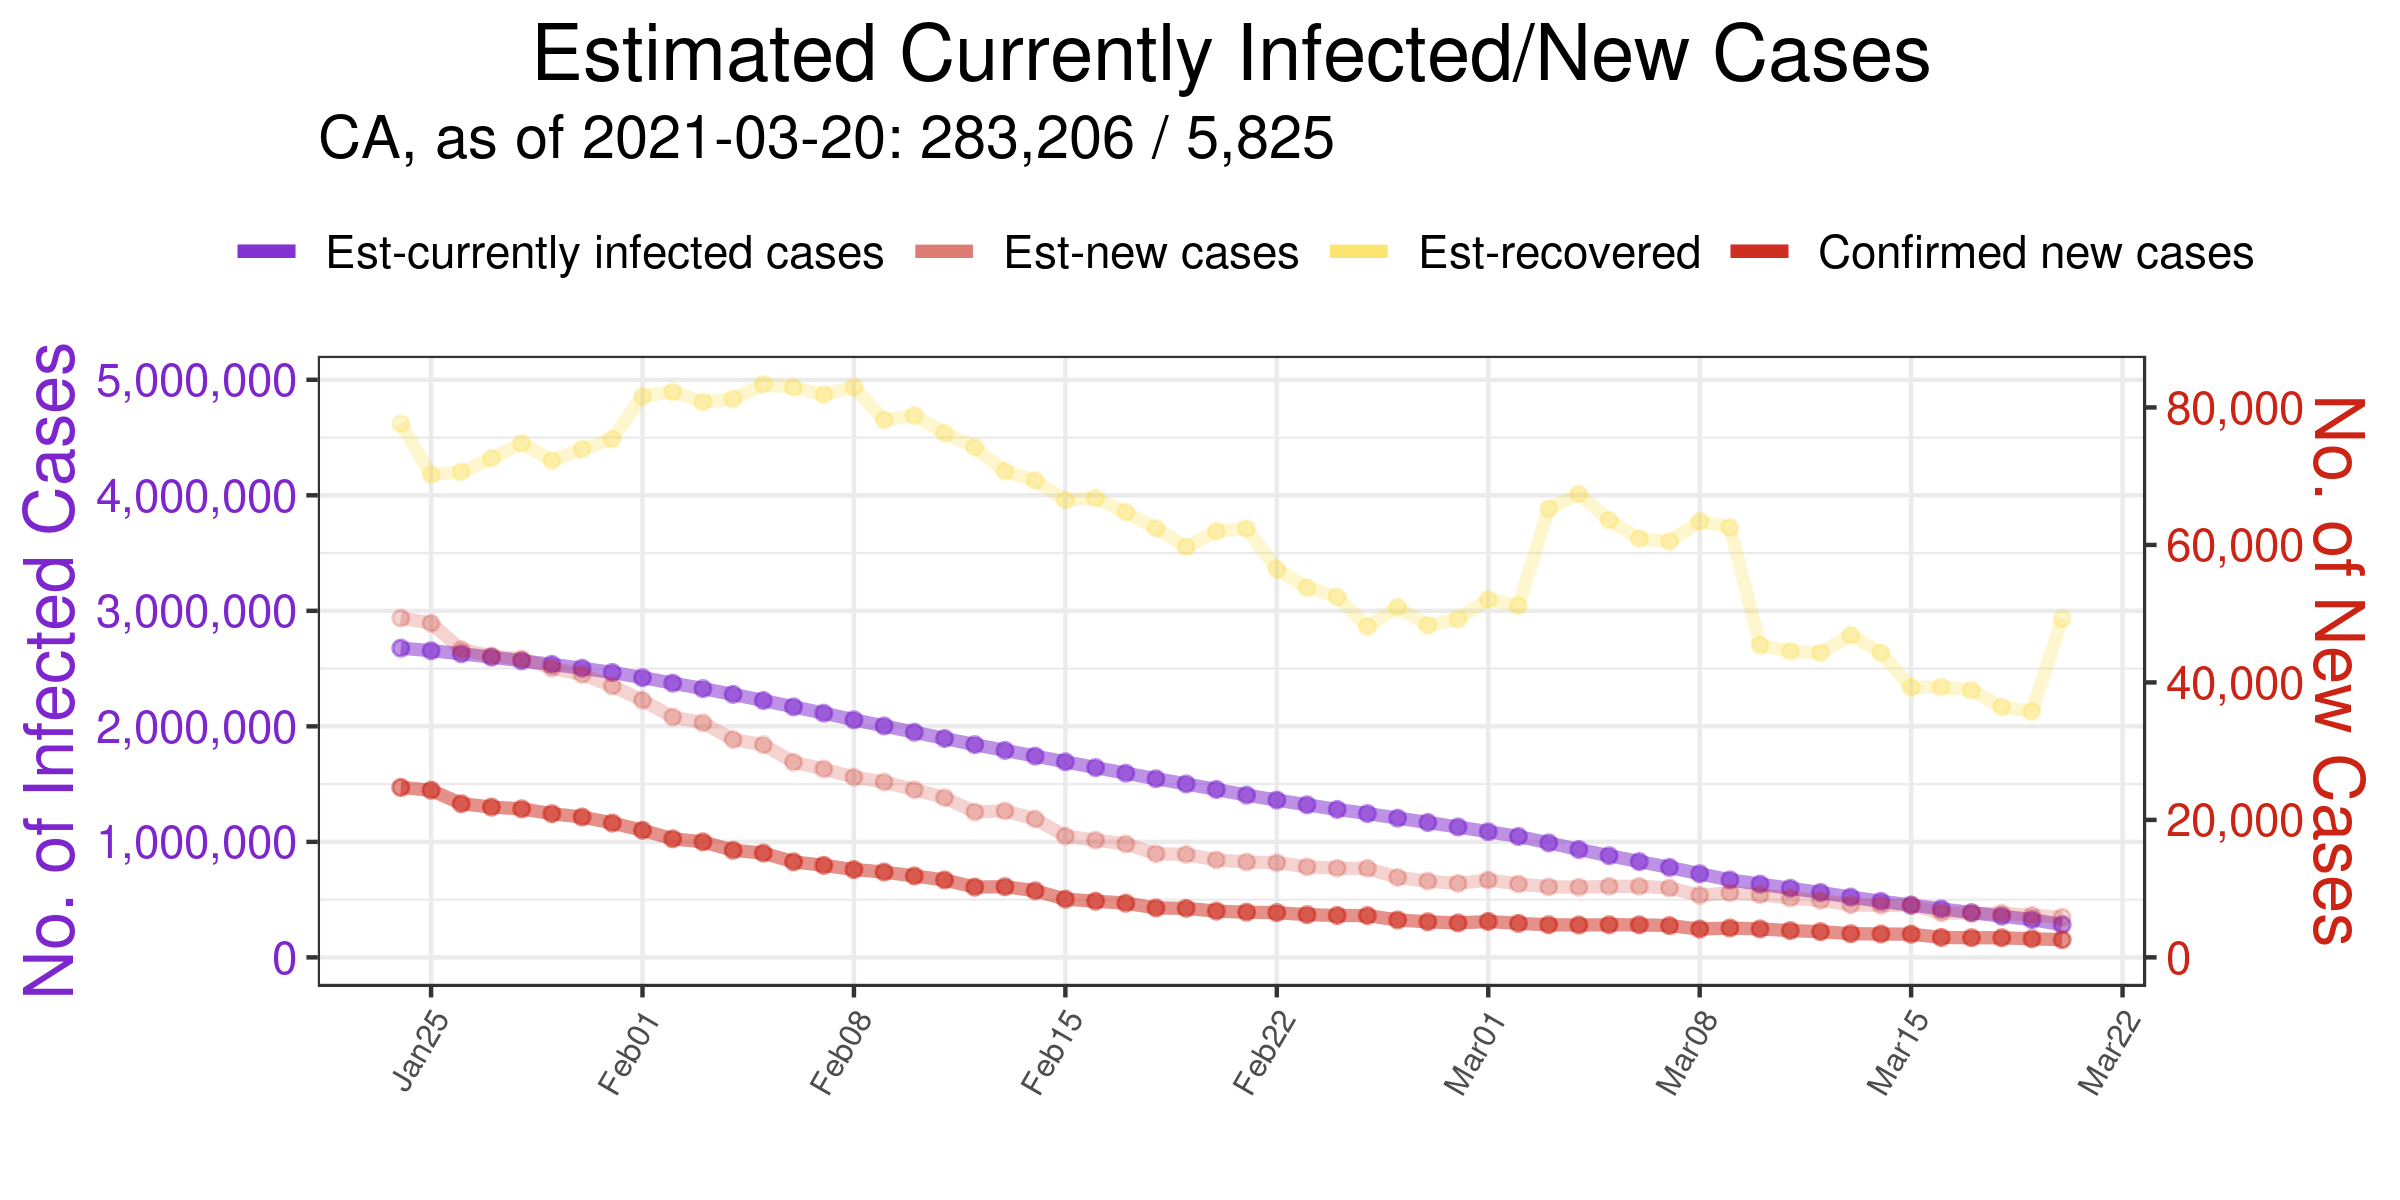 Estimated Currently Infected/New Cases
CA, as of 2021-03-20: 283,206 / 5,825
Est-currently infected cases Est-new cases Est-recovered Confirmed new cases
No. of Infected Cases
5,000,000
4,000,000
3,000,000
2,000,000
1,000,000
0
80,000
60,000
40,000
20,000
0
No. of New Cases
Jan25 Feb01 Feb08 Feb15 Feb22 Mar01 Mar08 Mar15 Mar22